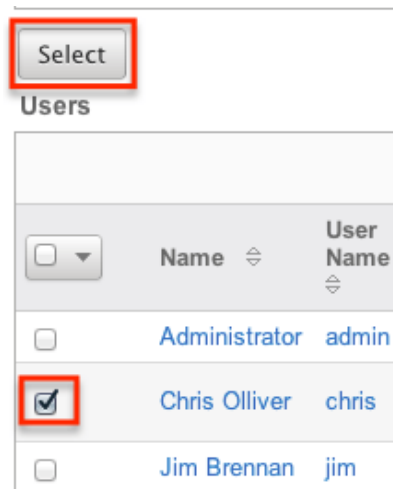 Select
Users
Name
User
Name
Administrator admin
Chris Olliver chris
Jim Brennan jim